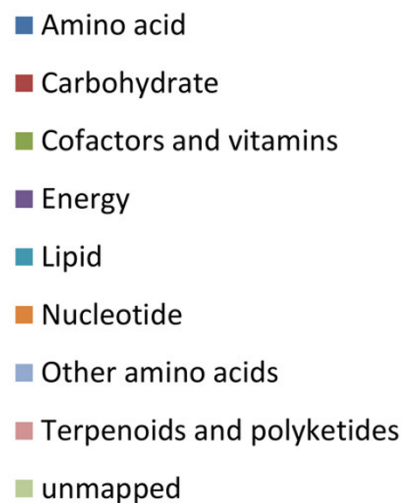 Amino acid
Carbohydrate
Cofactors and vitamins
Energy
Lipid
Nucleotide
Other amino acids
Terpenoids and polyketides
unmapped